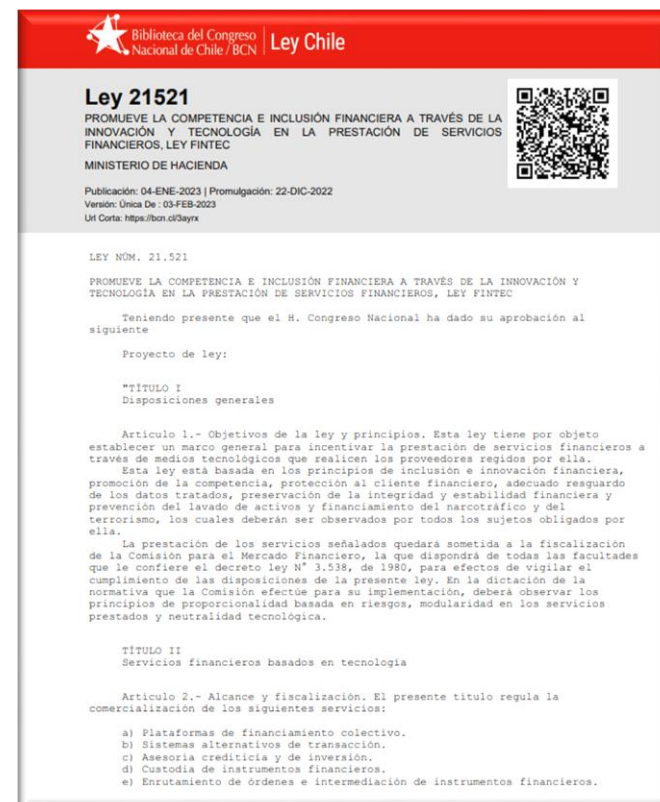 Biblioteca del Congreso
Nacional de Chile / BCN
Ley Chile
Ley 21521
PROMUEVE LA COMPETENCIA E INCLUSIÓN FINANCIERA A TRAVÉS DE LA
INNOVACIÓN Y TECNOLOGÍA EN LA PRESTACIÓN DE SERVICIOS
FINANCIEROS, LEY FINTEC
MINISTERIO DE HACIENDA
Publicación: 04-ENE-2023 | Promulgación: 22-DIC-2022
Versión: Única De : 03-FEB-2023
Url Corta: https://bcn.cl/3ayrx
LEY NÚM. 21.521
PROMUEVE LA COMPETENCIA E INCLUSIÓN FINANCIERA A TRAVÉS DE LA INNOVACIÓN Y
TECNOLOGÍA EN LA PRESTACIÓN DE SERVICIOS FINANCIEROS, LEY FINTEC
Teniendo presente que el H. Congreso Nacional ha dado su aprobación al
siguiente
Proyecto de ley:
"TÍTULO I
Disposiciones generales
Artículo 1.- Objetivos de la ley y principios. Esta ley tiene por objeto
establecer un marco general para incentivar la prestación de servicios financieros a
través de medios tecnológicos que realicen los proveedores regidos por ella.
Esta ley está basada en los principios de inclusión e innovación financiera,
promoción de la competencia, protección al cliente financiero, adecuado resguardo
de los datos tratados, preservación de la integridad y estabilidad financiera y
prevención del lavado de activos y financiamiento del narcotráfico y del
terrorismo, los cuales deberán ser observados por todos los sujetos obligados por
ella.
La prestación de los servicios señalados quedará sometida a la fiscalización
de la Comisión para el Mercado Financiero, la que dispondrá de todas las facultades
que le confiere el decreto ley N° 3.538, de 1980, para efectos de vigilar el
cumplimiento de las disposiciones de la presente ley. En la dictación de la
normativa que la Comisión efectúe para su implementación, deberá observar los
principios de proporcionalidad basada en riesgos, modularidad en los servicios
prestados y neutralidad tecnológica.
TÍTULO II
Servicios financieros basados en tecnología
Artículo 2.- Alcance y fiscalización. El presente título regula la
comercialización de los siguientes servicios:
a) Plataformas de financiamiento colectivo.
b) Sistemas alternativos de transacción.
c) Asesoría crediticia y de inversión.
d) Custodia de instrumentos financieros.
e) Enrutamiento de órdenes e intermediación de instrumentos financieros.